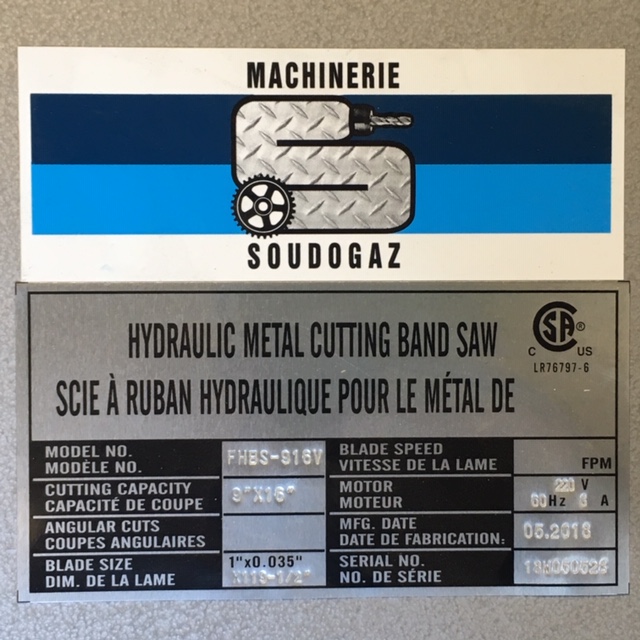 MACHINERIE
SOUDOGAZ
HYDRAULIC METAL CUTTING BAND SAW
SCIE À RUBAN HYDRAULIQUE POUR LE MÉTAL DE
CSA®
C US
LR76797-6
MODEL NO.
MODÈLE NO.
FHBS-916V
CUTTING CAPACITY
CAPACITÉ DE COUPE
9"X16"
ANGULAR CUTS
COUPES ANGULAIRES
BLADE SIZE
DIM. DE LA LAME
1"x0.035"
X119-1/2"
BLADE SPEED
VITESSE DE LA LAME
FPM
MOTOR
MOTEUR
V
60Hz A
MFG. DATE
DATE DE FABRICATION:
05.2018
SERIAL NO.
NO. DE SÉRIE